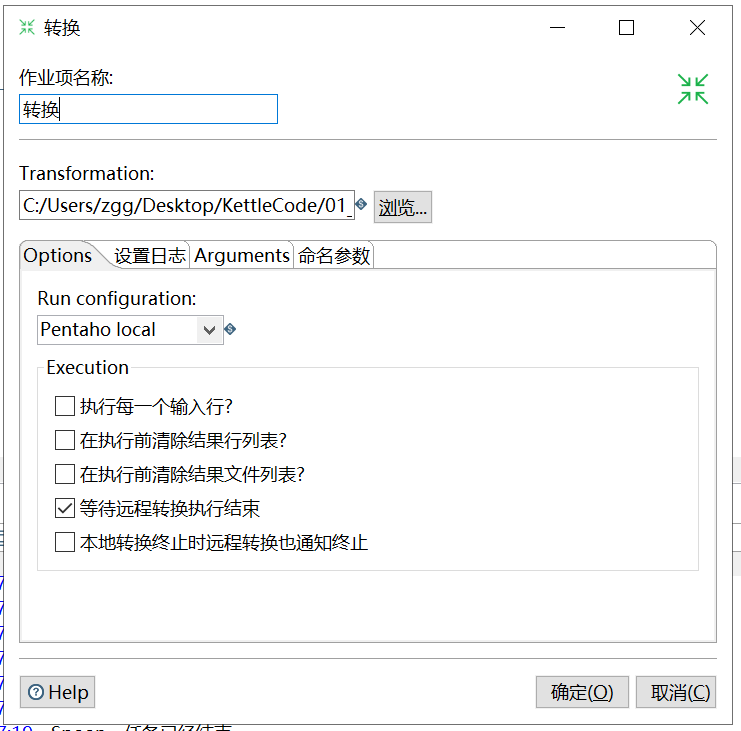 转换
作业项名称:
转换
Transformation:
C:/Users/zgg/Desktop/KettleCode/01_
浏览...
Options 设置日志 Arguments 命名参数
Run configuration:
Pentaho local
Execution
执行每一个输入行?
在执行前清除结果行列表?
在执行前清除结果文件列表?
等待远程转换执行结束
本地转换终止时远程转换也通知终止
Help 确定(O) 取消(C)